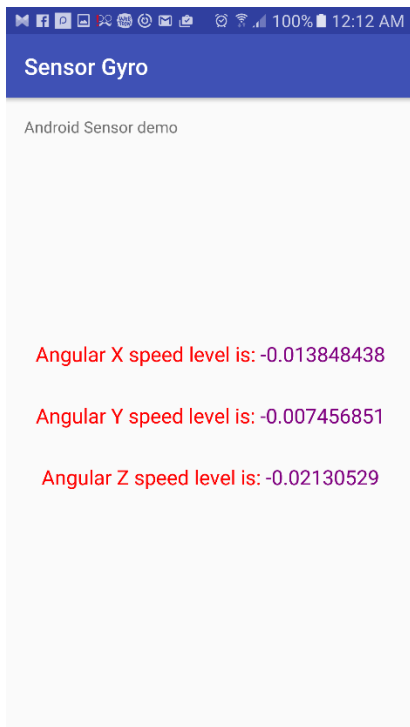 100% 12:12 AM
Sensor Gyro
Android Sensor demo
Angular X speed level is: -0.013848438
Angular Y speed level is: -0.007456851
Angular Z speed level is: -0.02130529